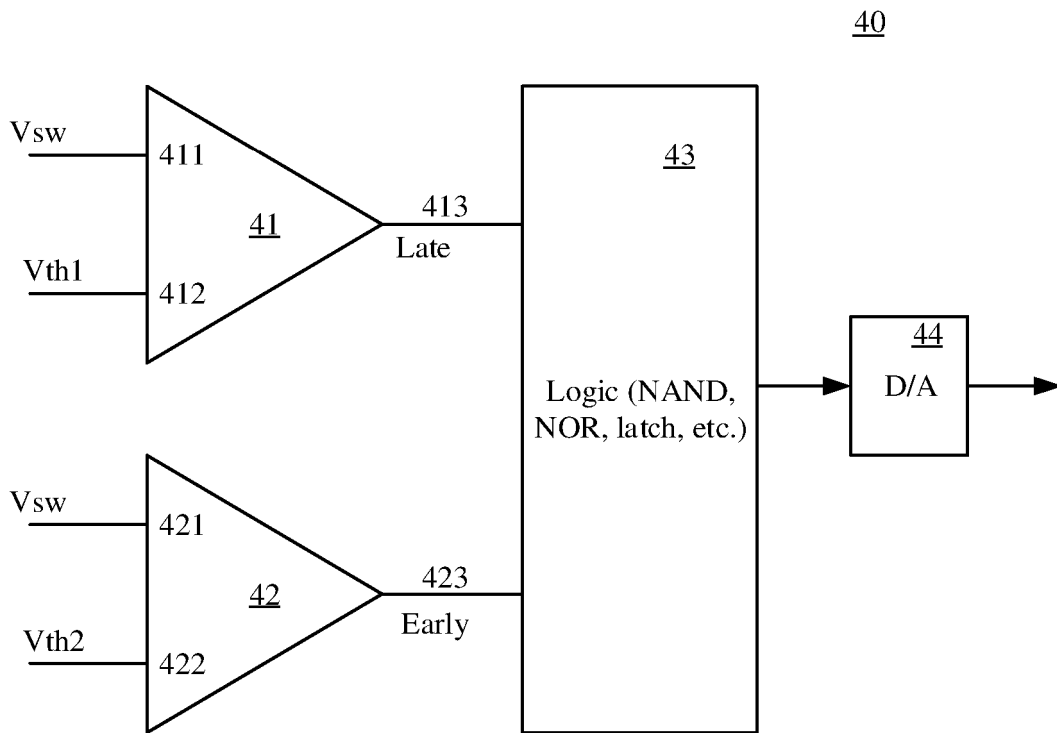 40
Vsw
411
41
413
Late
Vth1
412
43
Logic (NAND,
NOR, latch, etc.)
44
D/A
Vsw
421
42
423
Early
Vth2
422